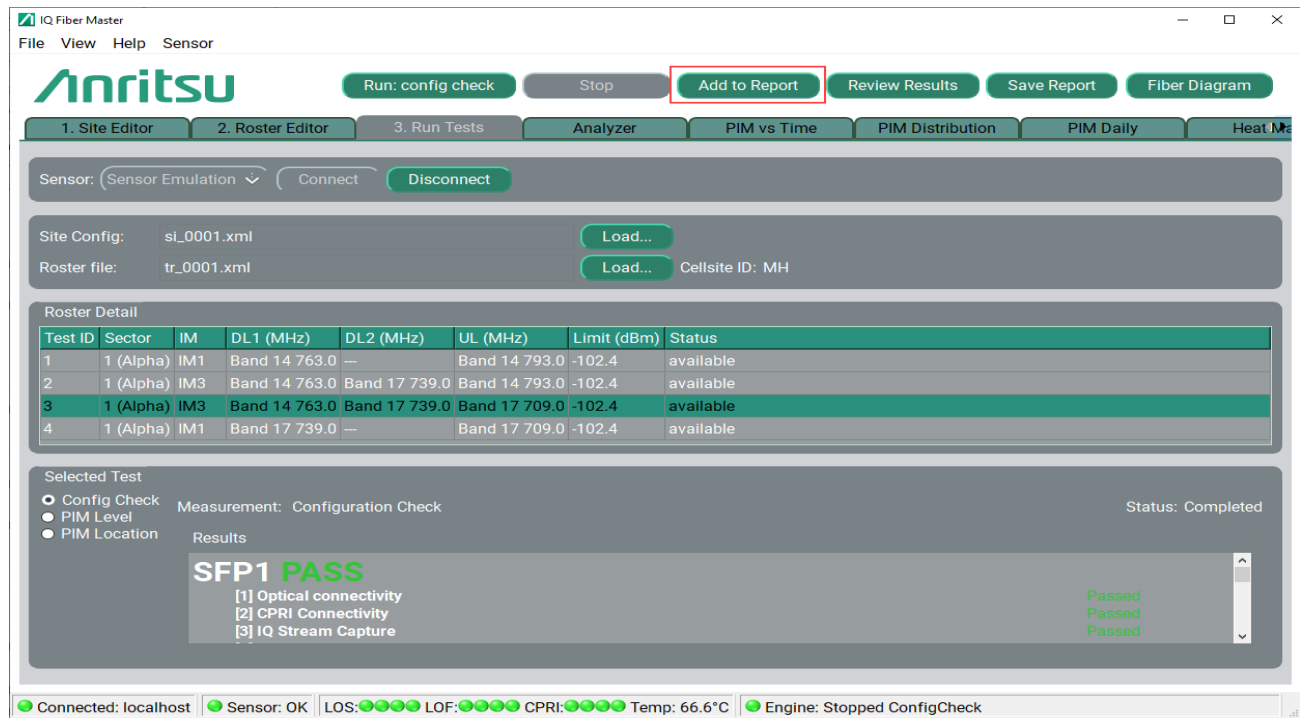 IQ Fiber Master
File View Help Sensor
Anritsu
Run: config check Stop Add to Report Review Results Save Report Fiber Diagram
1. Site Editor 2. Roster Editor 3. Run Tests Analyzer PIM vs Time PIM Distribution PIM Daily Heat Ma
Sensor: Sensor Emulation Connect Disconnect
Site Config: si_0001.xml Load...
Roster file: tr_0001.xml Load... Cellsite ID: MH
Roster Detail
Test ID Sector IM DL1 (MHz) DL2 (MHz) UL (MHz) Limit (dBm) Status
1 1 (Alpha) IM1 Band 14 763.0 --- Band 14 793.0 -102.4 available
2 1 (Alpha) IM3 Band 14 763.0 Band 17 739.0 Band 14 793.0 -102.4 available
3 1 (Alpha) IM3 Band 14 763.0 Band 17 739.0 Band 17 709.0 -102.4 available
4 1 (Alpha) IM1 Band 17 739.0 --- Band 17 709.0 -102.4 available
Selected Test
Config Check
PIM Level
PIM Location
Measurement: Configuration Check Status: Completed
Results
SFP1 PASS
[1] Optical connectivity Passed
[2] CPRI Connectivity Passed
[3] IQ Stream Capture Passed
Connected: localhost Sensor: OK LOS: LOF: CPRI: Temp: 66.6°C Engine: Stopped ConfigCheck